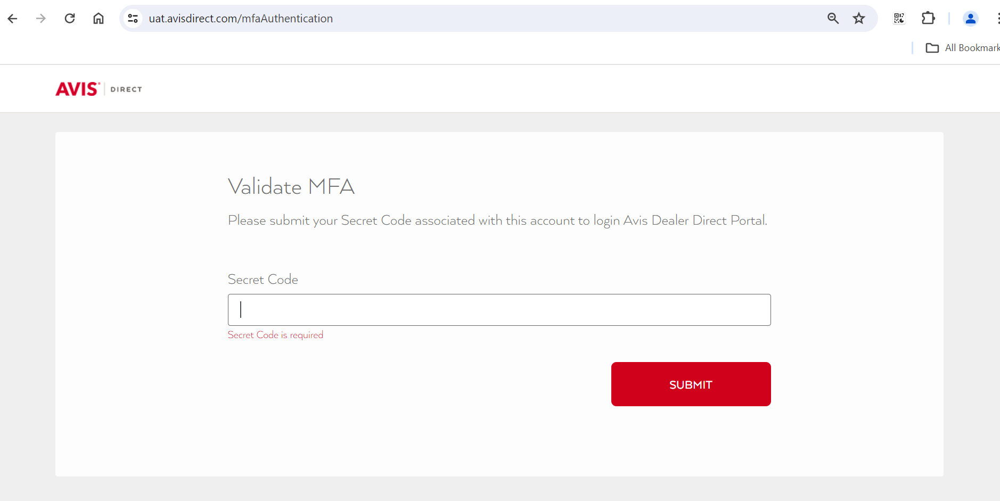 uat.avisdirect.com/mfaAuthentication
All Bookmark
AVIS DIRECT
Validate MFA
Please submit your Secret Code associated with this account to login Avis Dealer Direct Portal.
Secret Code
Secret Code is required
SUBMIT